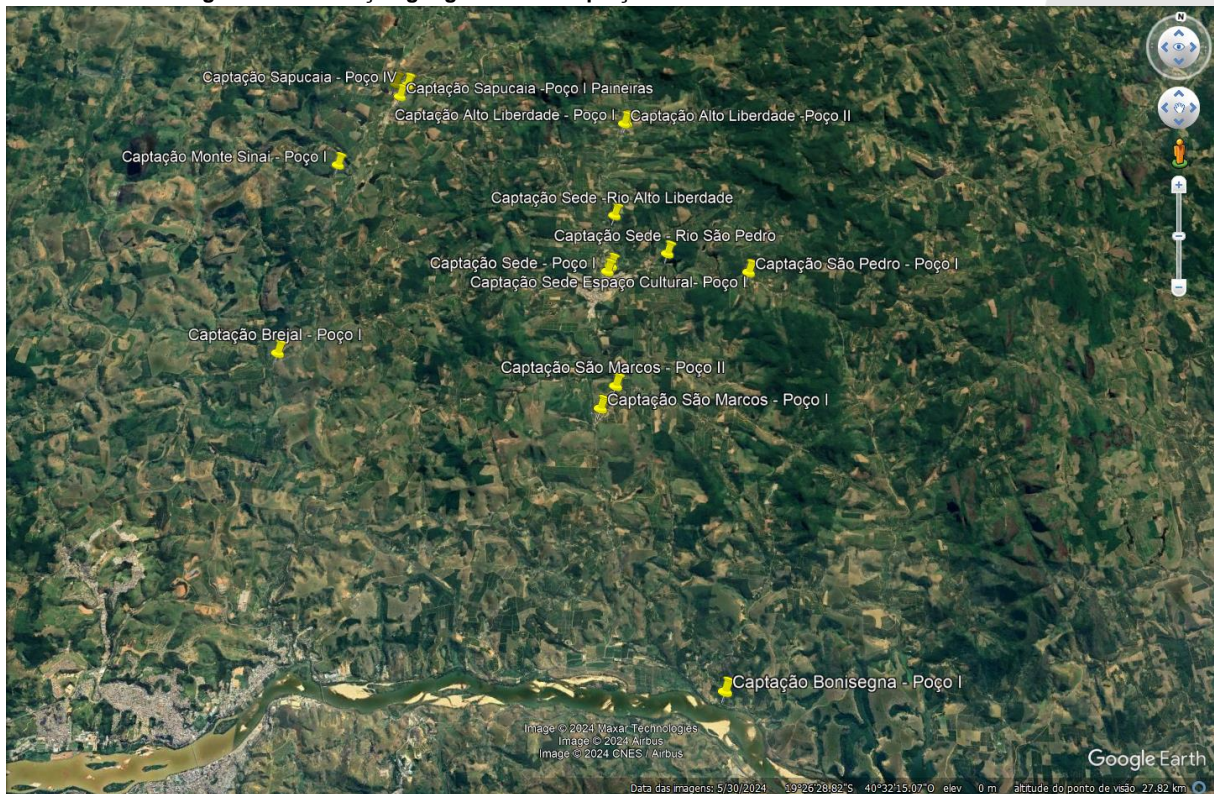 N
Captação Sapucaia - Poço IV
Captação Sapucaia -Poço I Paineiras
Captação Alto Liberdade - Poço I
Captação Alto Liberdade -Poço II
Captação Monte Sinai - Poço I
Captação Sede -Rio Alto Liberdade
Captação Sede - Rio São Pedro
Captação Sede - Poço I
Captação São Pedro - Poço I
Captação Sede Espaço Cultural- Poço I
Captação Brejal - Poço I
Captação São Marcos - Poço II
Captação São Marcos - Poço I
Captação Bonisegna - Poço I
Image © 2024 Maxar Technologies
Image © 2024 Airbus
Image © 2024 CNES / Airbus
Google Earth
Data das imagens: 5/30/2024 19°26'28.82"S 40°32'15.07"O elev 0 m altitude do ponto de visão 27.82 km